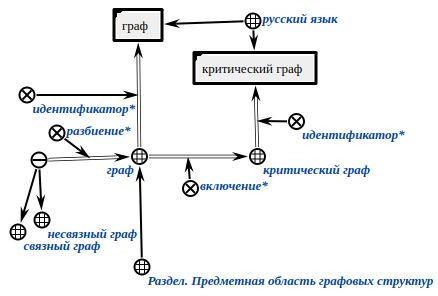 граф
русский язык
критический граф
идентификатор*
разбиение*
идентификатор*
граф
критический граф
включение*
несвязный граф
связный граф
Раздел. Предметная область графовых структур